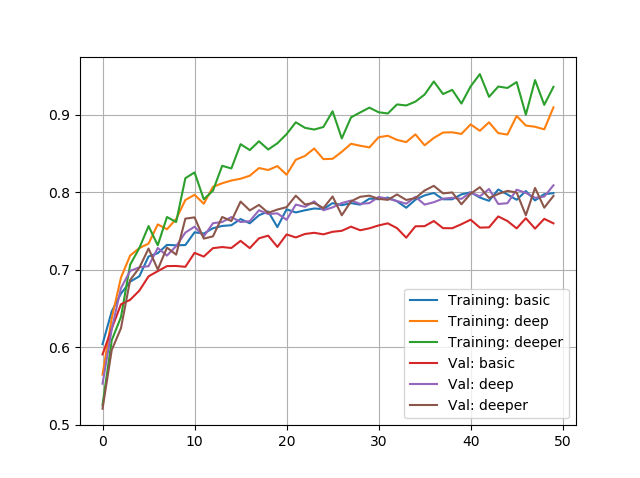 0.9
0.8
0.7
0.6
0.5
0 10 20 30 40 50
Training: basic
Training: deep
Training: deeper
Val: basic
Val: deep
Val: deeper